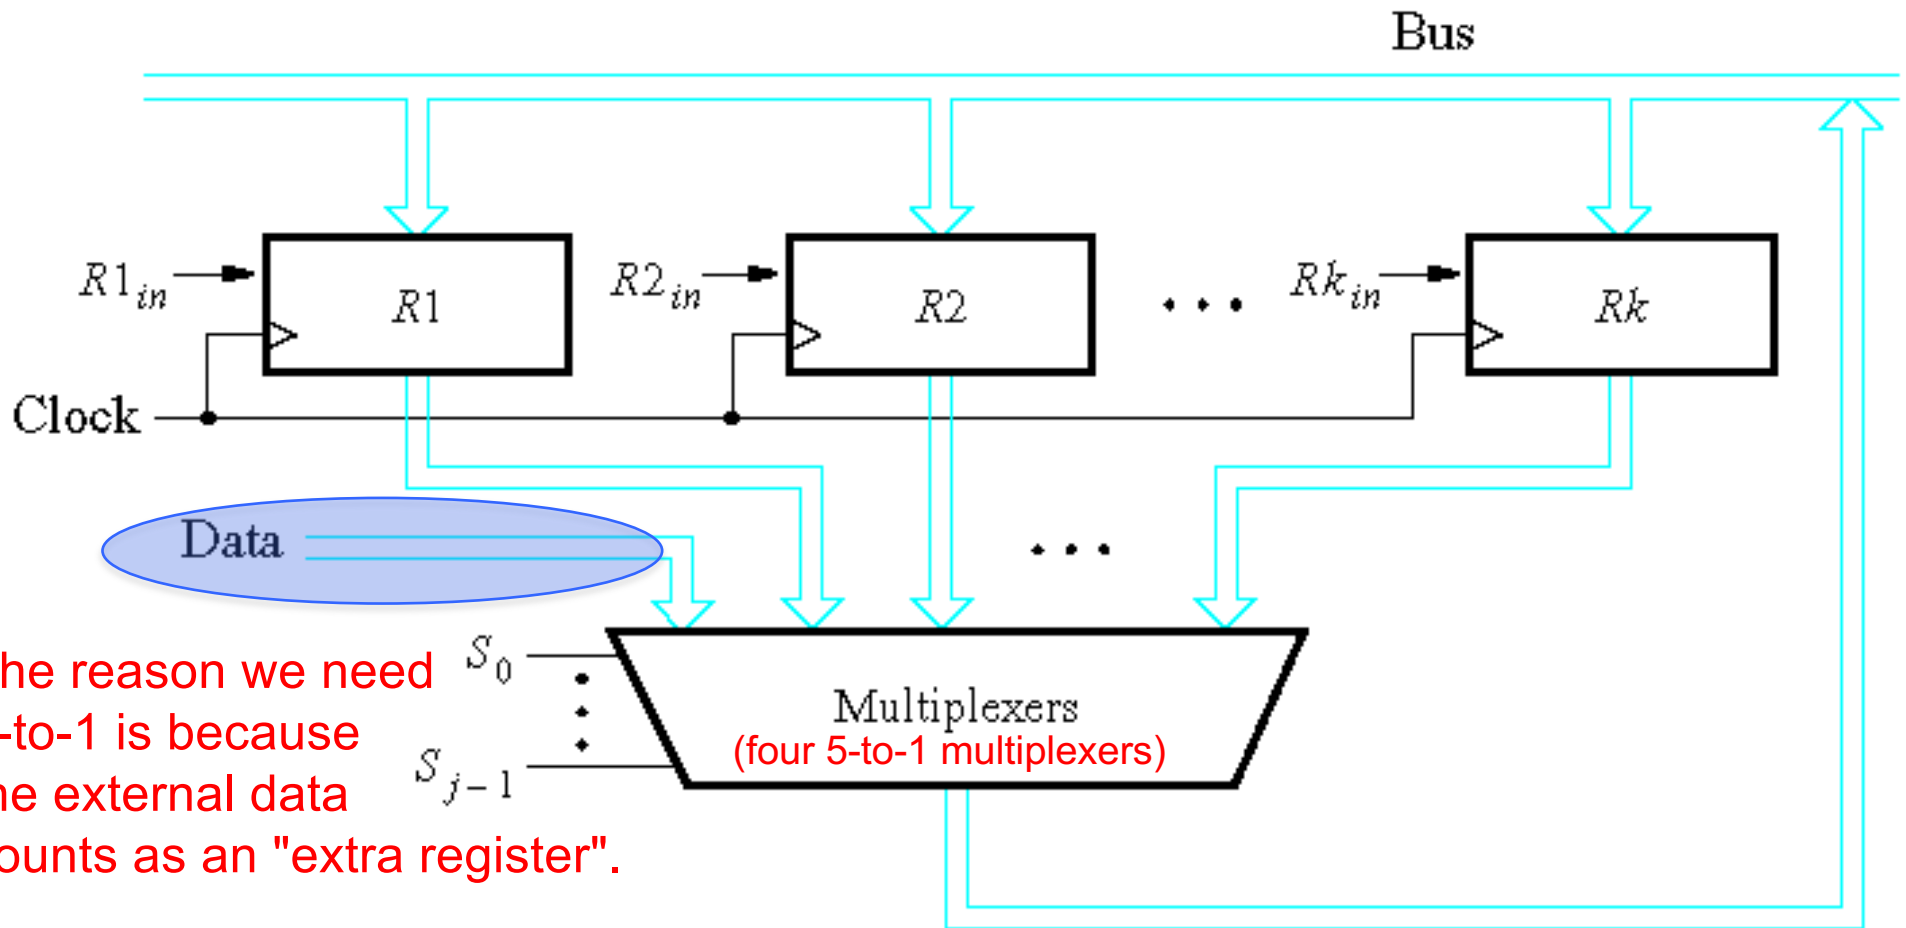 Bus
R1in
R1
R2in
R2
Rkin
Rk
Clock
Data
he reason we need
-to-1 is because
he external data
ounts as an "extra register".
S0
Sj−1
Multiplexers
(four 5-to-1 multiplexers)